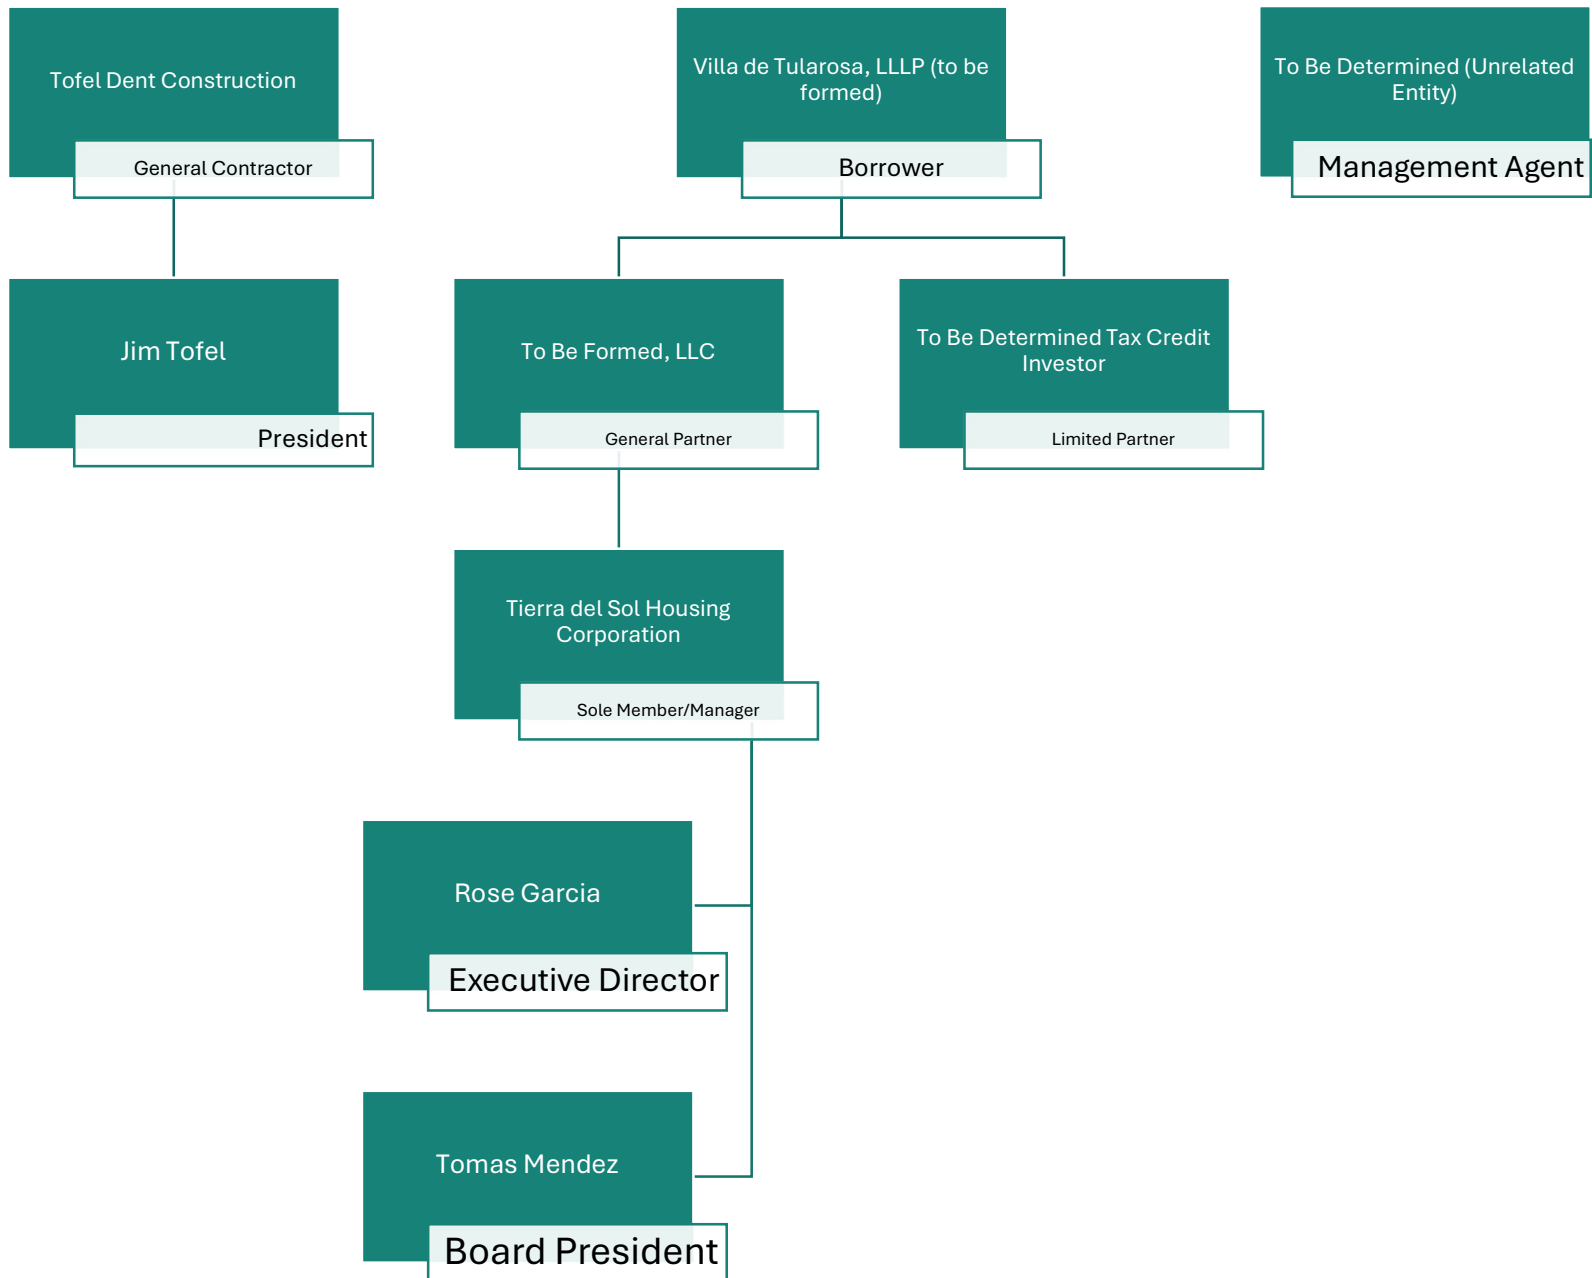 Tofel Dent Construction
General Contractor
Villa de Tularosa, LLLP (to be
formed)
Borrower
To Be Determined (Unrelated
Entity)
Management Agent
Jim Tofel
President
To Be Formed, LLC
General Partner
To Be Determined Tax Credit
Investor
Limited Partner
Tierra del Sol Housing
Corporation
Sole Member/Manager
Rose Garcia
Executive Director
Tomas Mendez
Board President